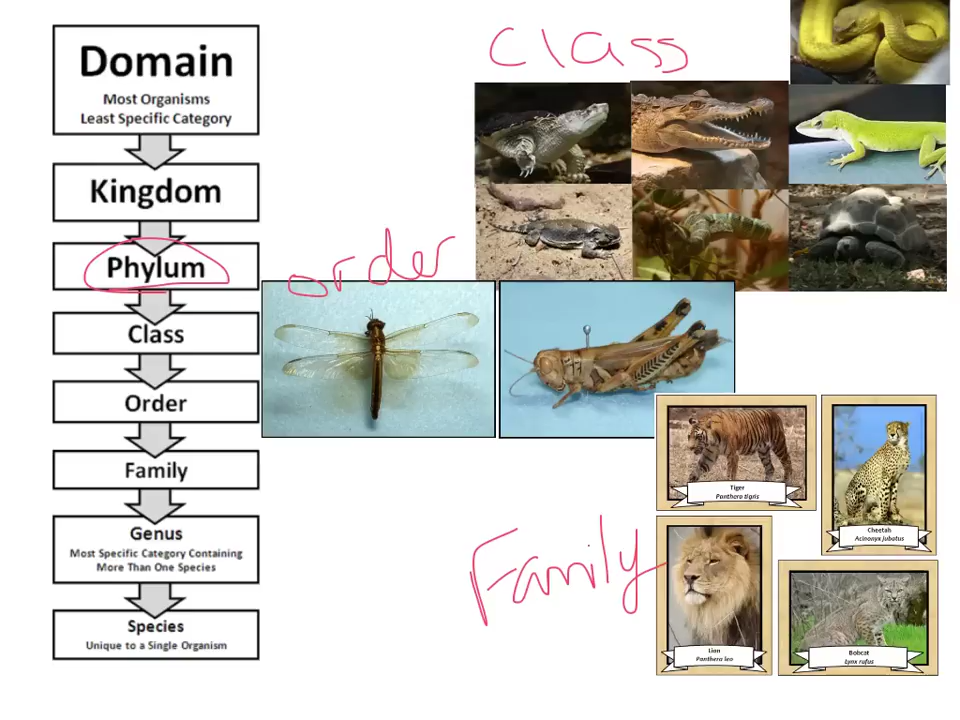 Domain
Most Organisms
Least Specific Category
Kingdom
Phylum
Class
Order
Family
Genus
Most Specific Category Containing
More Than One Species
Species
Unique to a Single Organism
Class
order
Family
Tiger
Panthera tigris
Cheetah
Acinonyx jubatus
Lion
Panthera leo
Bobcat
Lynx rufus